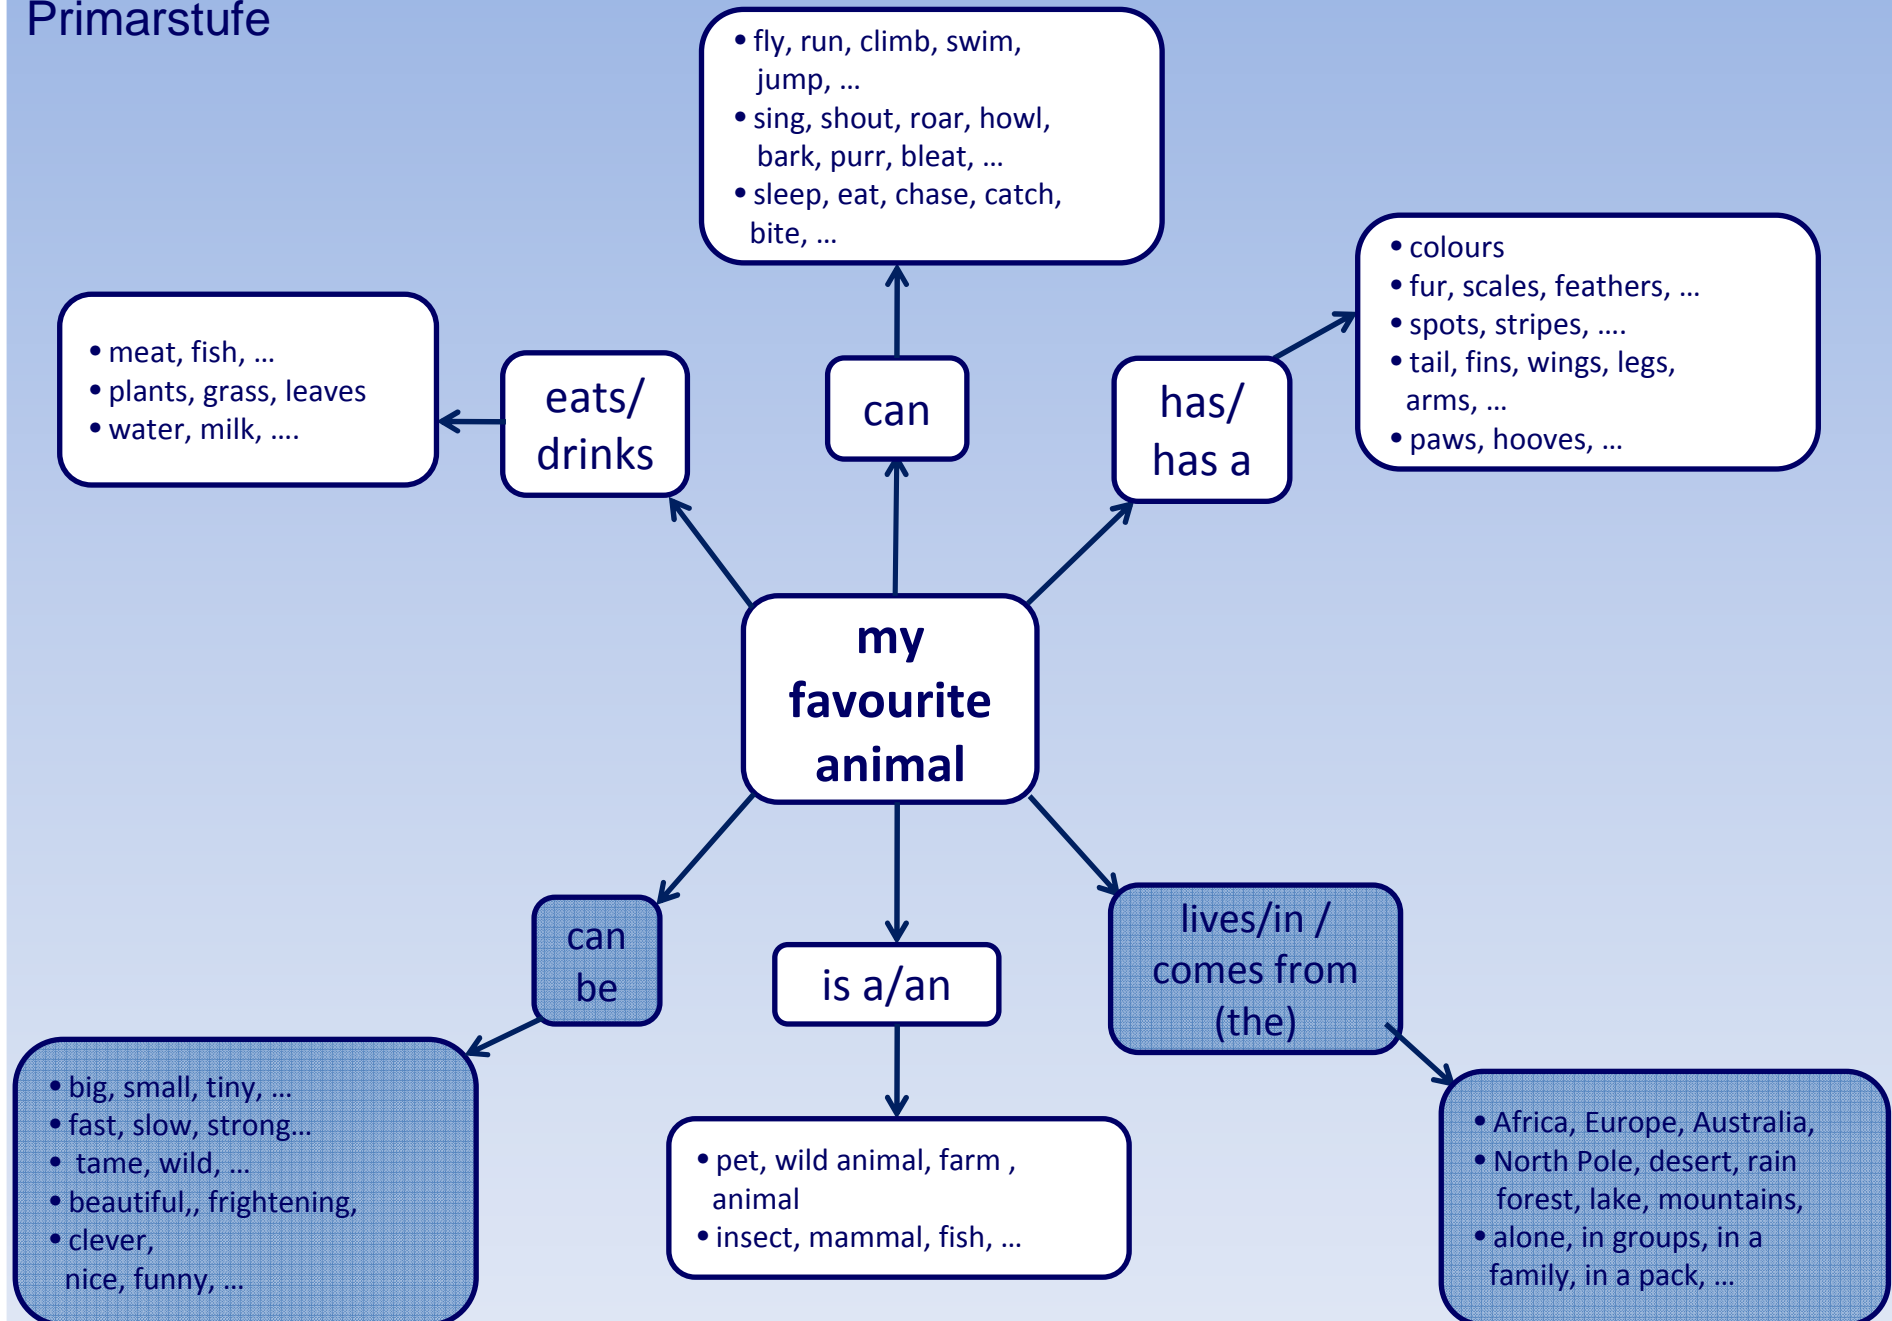 Primarstufe
• fly, run, climb, swim,
jump, ...
• sing, shout, roar, howl,
bark, purr, bleat, ...
• sleep, eat, chase, catch,
bite, ...
• colours
• fur, scales, feathers, ...
• spots, stripes, ....
• tail, fins, wings, legs,
arms, ...
• paws, hooves, ...
• meat, fish, ...
• plants, grass, leaves
• water, milk, ....
eats/
drinks
can
has/
has a
my
favourite
animal
can
be
is a/an
lives/in /
comes from
(the)
• big, small, tiny, ...
• fast, slow, strong...
• tame, wild, ...
• beautiful,, frightening,
• clever,
nice, funny, ...
• pet, wild animal, farm ,
animal
• insect, mammal, fish, ...
• Africa, Europe, Australia,
• North Pole, desert, rain
forest, lake, mountains,
• alone, in groups, in a
family, in a pack, ...